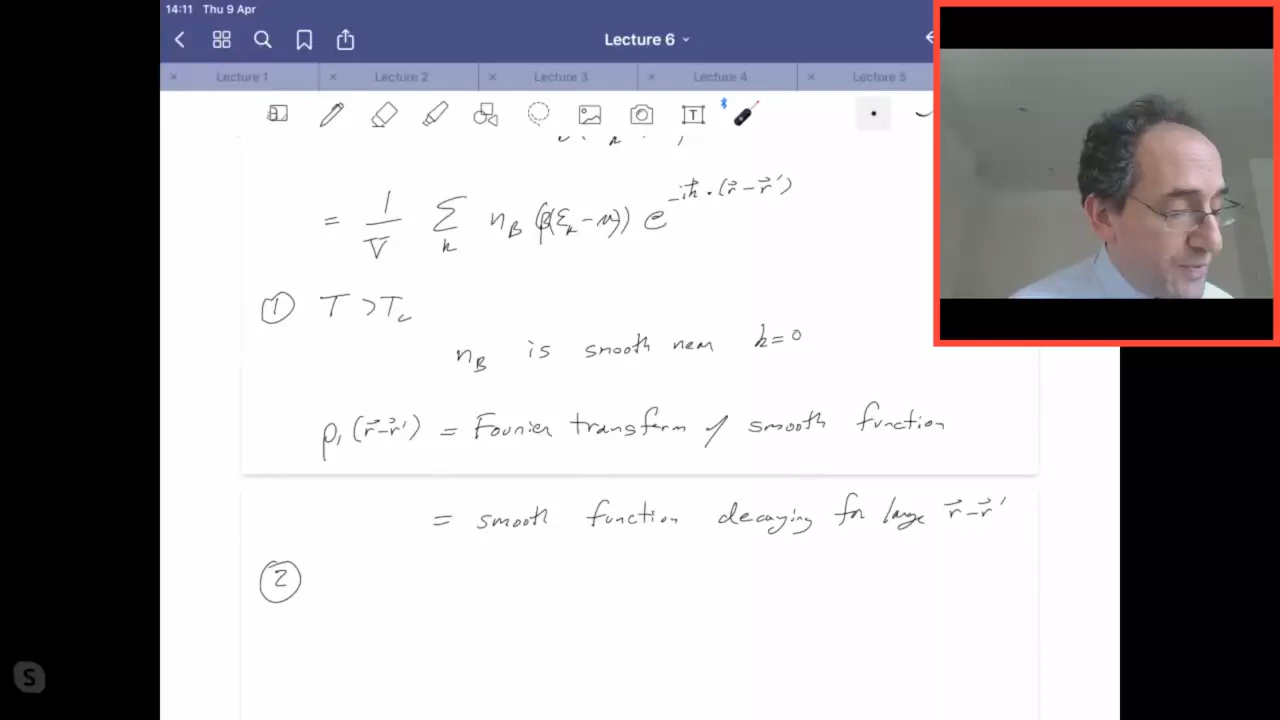 14:11 Thu 9 Apr
Lecture 6
Lecture 1 Lecture 2 Lecture 3 Lecture 4 Lecture 5
T
= 1/V Σ_k n_B (β(ε_k − μ)) e^{−i k⃗ · (r⃗ − r⃗′)}
① T > T_c
n_B is smooth near k = 0
ρ₁ (r⃗ − r⃗′) = Fourier transform of smooth function
= smooth function decaying for large r⃗ − r⃗′
②
S